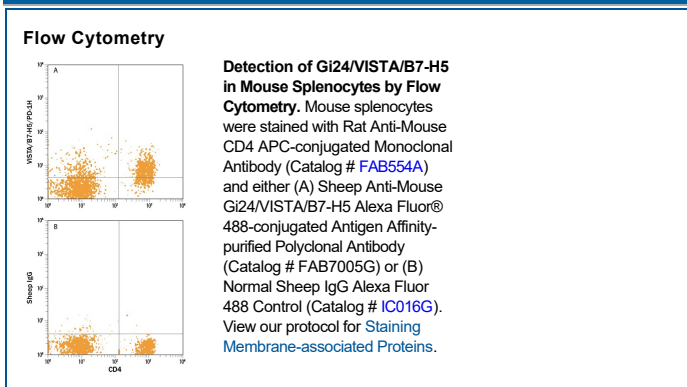 Flow Cytometry
A
VISTA/B7-H5/PD-1H
B
Sheep IgG
CD4
Detection of Gi24/VISTA/B7-H5
in Mouse Splenocytes by Flow
Cytometry. Mouse splenocytes
were stained with Rat Anti-Mouse
CD4 APC-conjugated Monoclonal
Antibody (Catalog # FAB554A)
and either (A) Sheep Anti-Mouse
Gi24/VISTA/B7-H5 Alexa Fluor®
488-conjugated Antigen Affinity-
purified Polyclonal Antibody
(Catalog # FAB7005G) or (B)
Normal Sheep IgG Alexa Fluor
488 Control (Catalog # IC016G).
View our protocol for Staining
Membrane-associated Proteins.